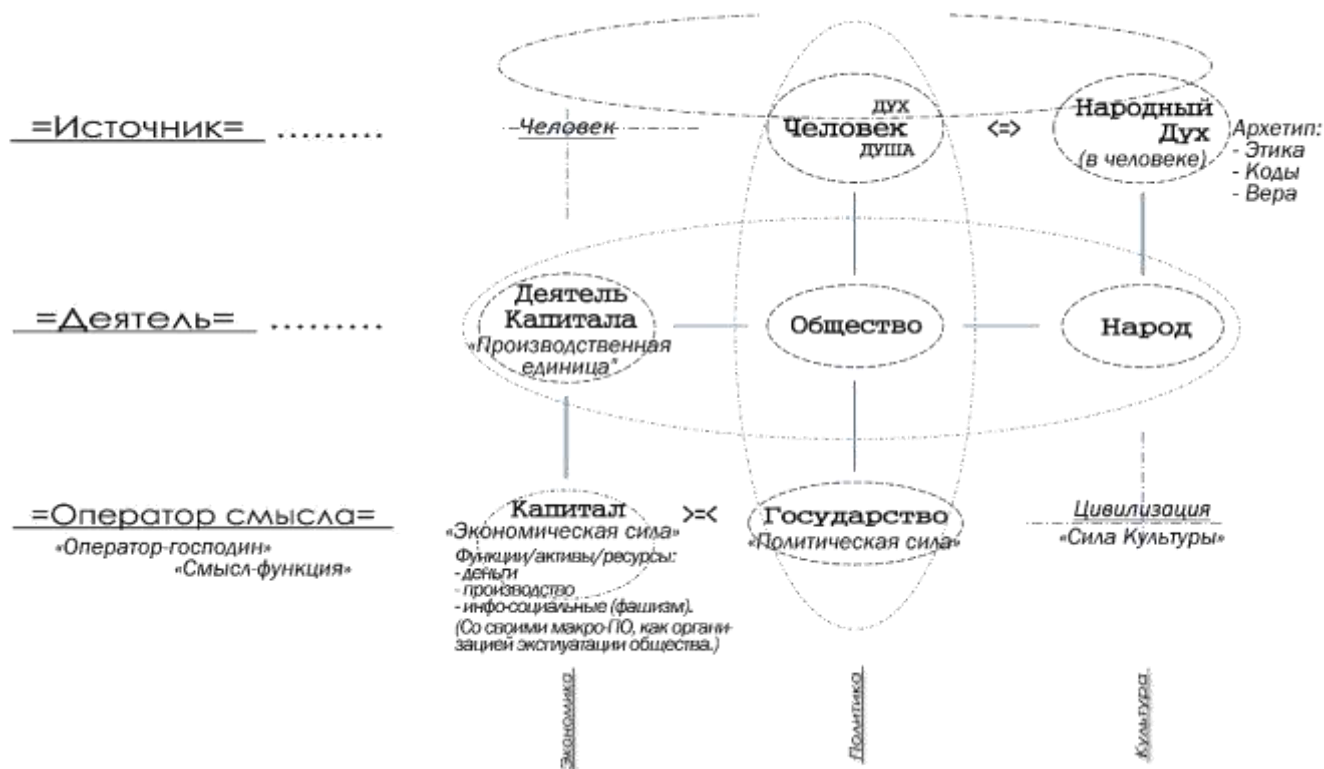 =Источник= .........
Человек
ДУХ
Человек
ДУША
<=>
Народный
Дух
(в человеке)
Архетип:
- Этика
- Коды
- Вера
=Деятель= .........
Деятель
Капитала
«Производственная
единица"
Общество
Народ
=Оператор смысла=
«Оператор-господин»
«Смысл-функция»
Капитал
«Экономическая сила»
Функции/активы/ресурсы:
- деньги
- производство
- инфо-социальные (фашизм).
(Со своими макро-ПО, как органи-
зацией эксплуатации общества.)
>=<
Государство
«Политическая сила»
Цивилизация
«Сила Культуры»
Экономика
Политика
Культура